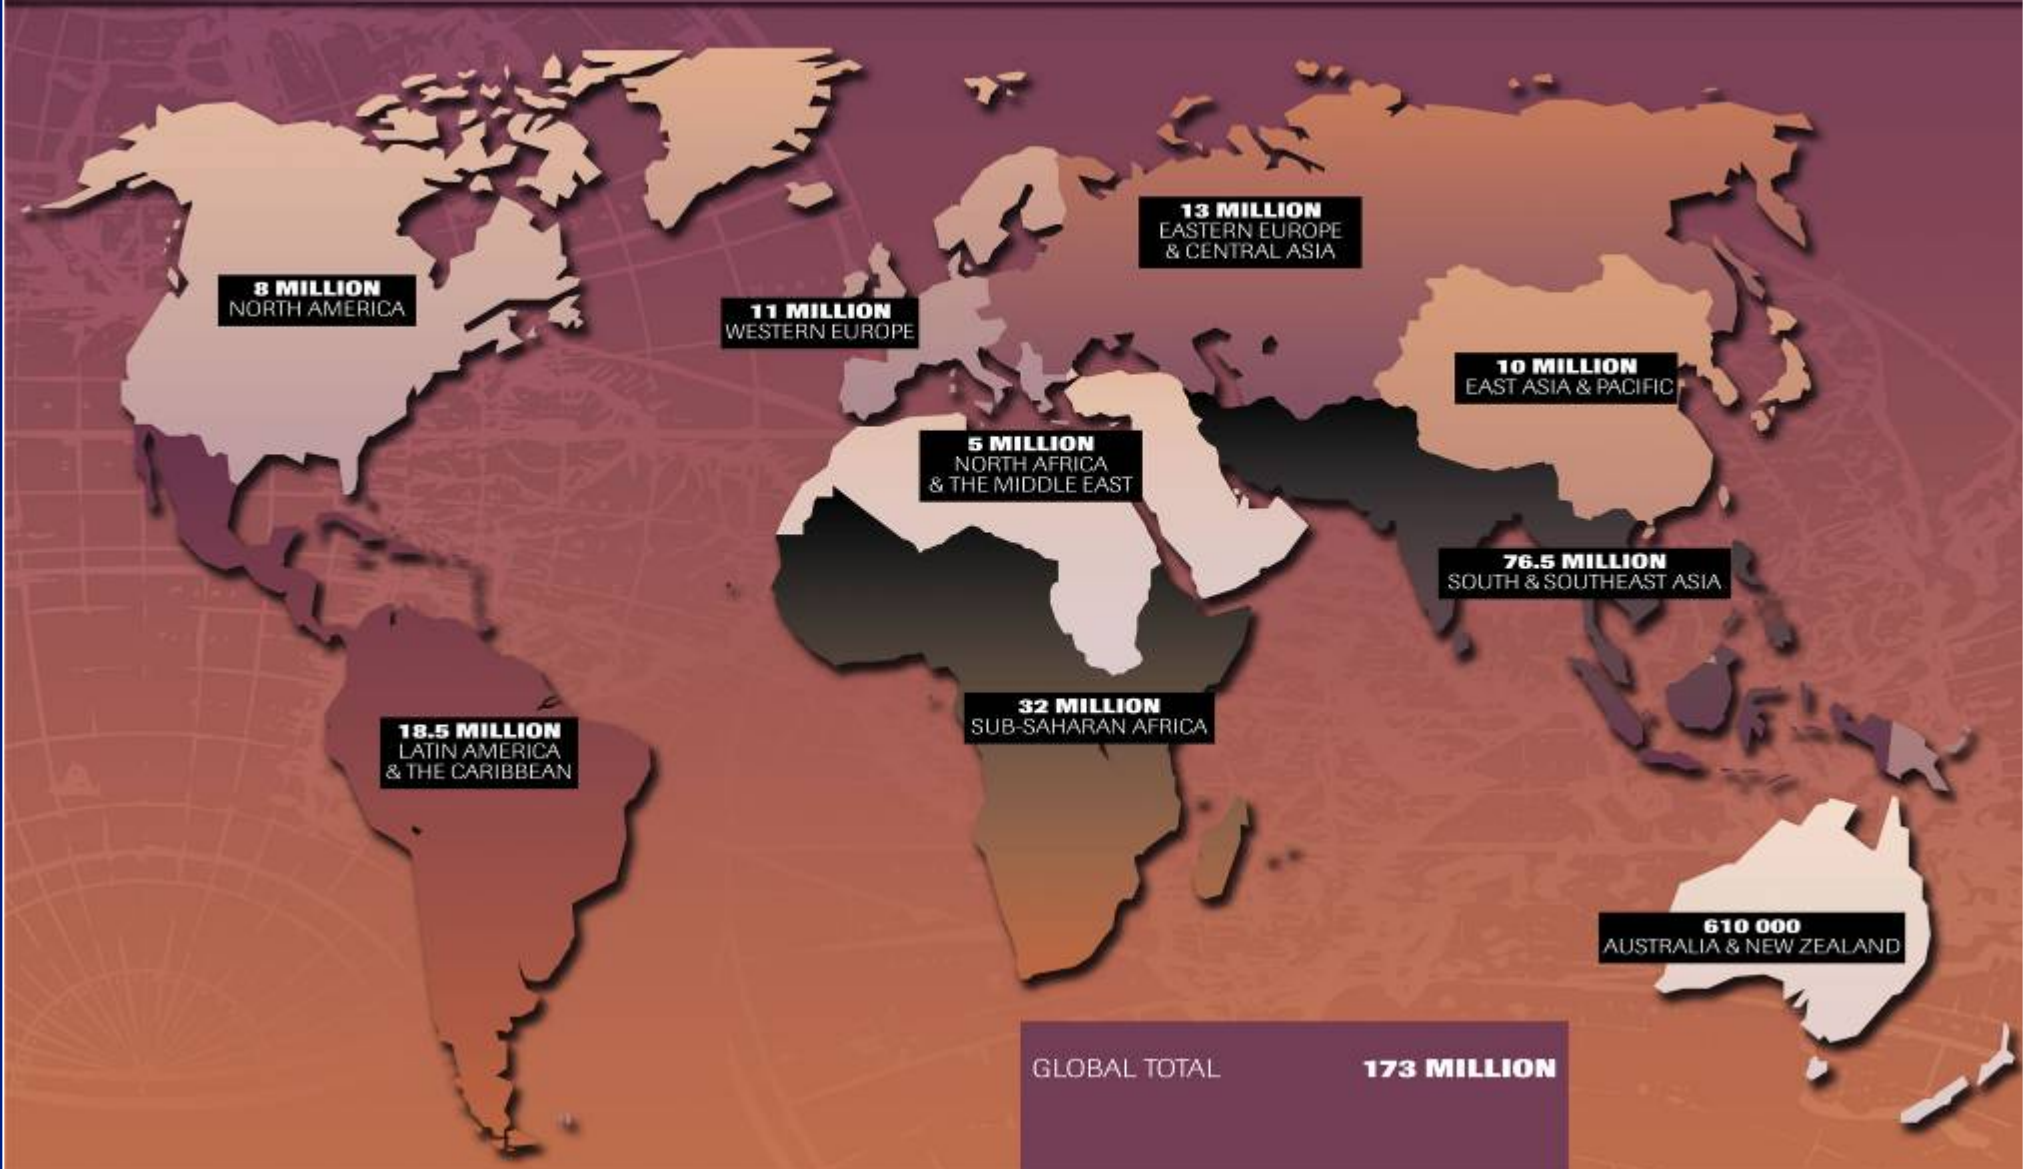 8 MILLION
NORTH AMERICA
11 MILLION
WESTERN EUROPE
13 MILLION
EASTERN EUROPE
& CENTRAL ASIA
10 MILLION
EAST ASIA & PACIFIC
5 MILLION
NORTH AFRICA
& THE MIDDLE EAST
76.5 MILLION
SOUTH & SOUTHEAST ASIA
32 MILLION
SUB-SAHARAN AFRICA
18.5 MILLION
LATIN AMERICA
& THE CARIBBEAN
610 000
AUSTRALIA & NEW ZEALAND
GLOBAL TOTAL 173 MILLION